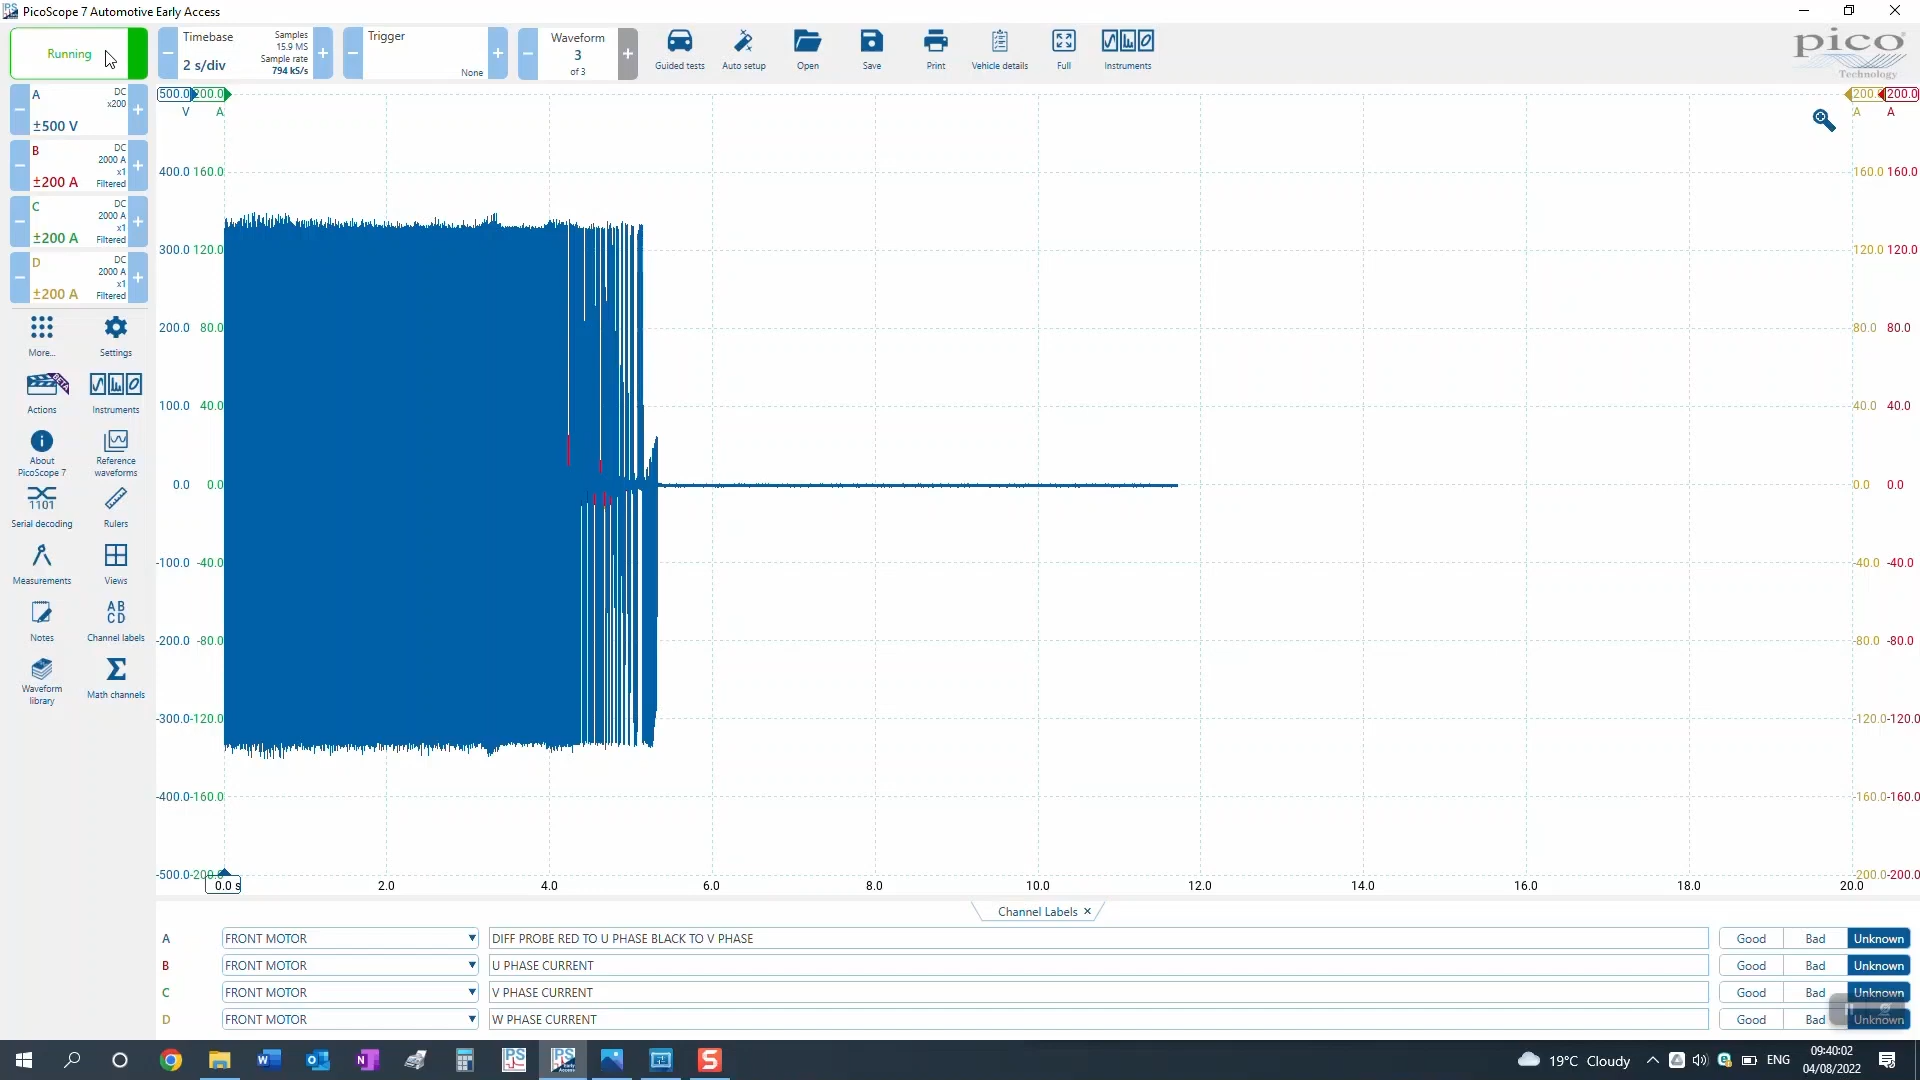 PicoScope 7 Automotive Early Access
Running
Timebase
2 s/div
Samples
15.9 MS
Sample rate
794 kS/s
Trigger
None
Waveform
3
of 3
Guided tests
Auto setup
Open
Save
Print
Vehicle details
Full
Instruments
pico
Technology
A
DC
x200
±500 V
B
DC
2000 A
x1
±200 A
Filtered
C
DC
2000 A
x1
±200 A
Filtered
D
DC
2000 A
x1
±200 A
Filtered
More...
Settings
Actions
BETA
Instruments
About
PicoScope 7
Reference
waveforms
1101
Serial decoding
Rulers
Measurements
Views
Notes
AB
CD
Channel labels
Waveform
library
Math channels
500.0 200.0 200.0 200.0
V A A A
400.0 160.0 160.0 160.0
300.0 120.0 120.0 120.0
200.0 80.0 80.0 80.0
100.0 40.0 40.0 40.0
0.0 0.0 0.0 0.0
-100.0 -40.0 -40.0 -40.0
-200.0 -80.0 -80.0 -80.0
-300.0 -120.0 -120.0 -120.0
-400.0 -160.0 -160.0 -160.0
-500.0 -200.0 -200.0 -200.0
0.0 s 2.0 4.0 6.0 8.0 10.0 12.0 14.0 16.0 18.0 20.0
Channel Labels ×
A FRONT MOTOR DIFF PROBE RED TO U PHASE BLACK TO V PHASE Good Bad Unknown
B FRONT MOTOR U PHASE CURRENT Good Bad Unknown
C FRONT MOTOR V PHASE CURRENT Good Bad Unknown
D FRONT MOTOR W PHASE CURRENT Good Bad Unknown
19°C Cloudy
ENG
09:40:02
04/08/2022